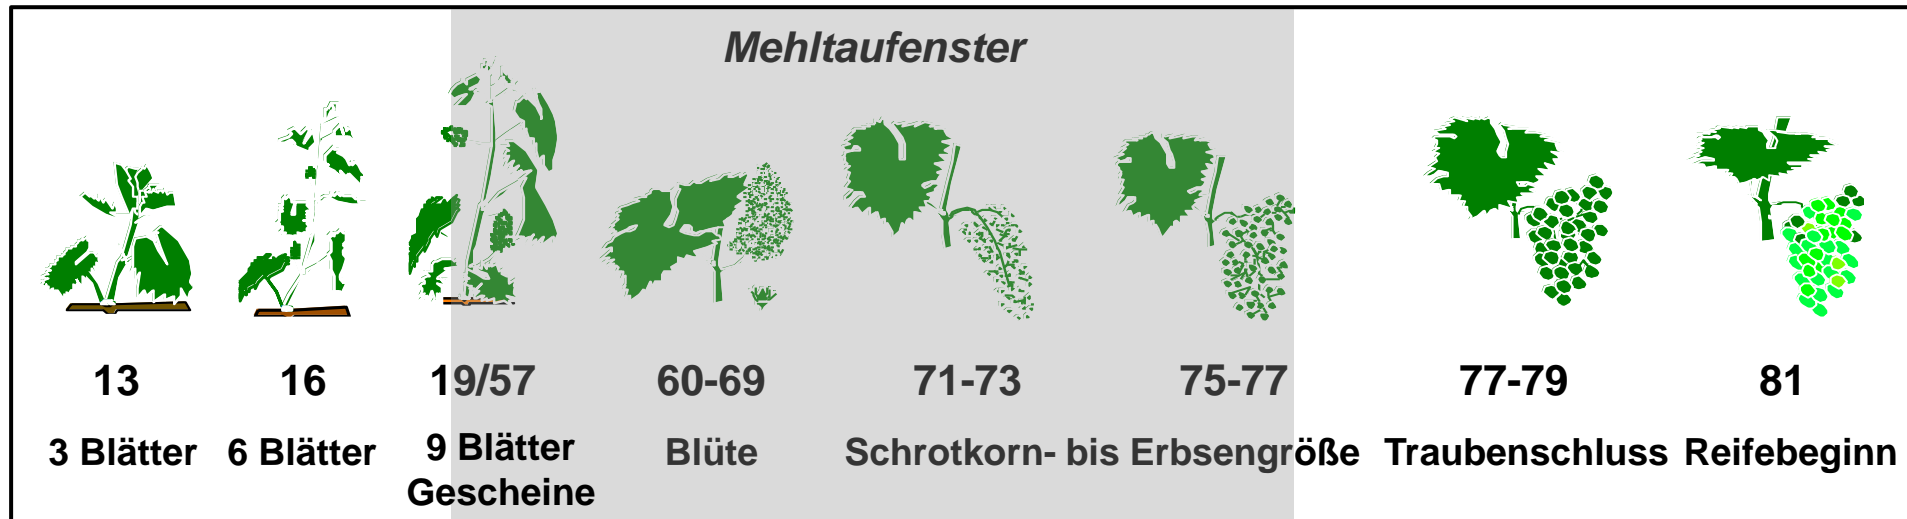 Mehltaufenster
13 16 19/57 60-69 71-73 75-77 77-79 81
3 Blätter 6 Blätter 9 Blätter Blüte Schrotkorn- bis Erbsengröße Traubenschluss Reifebeginn
Gescheine